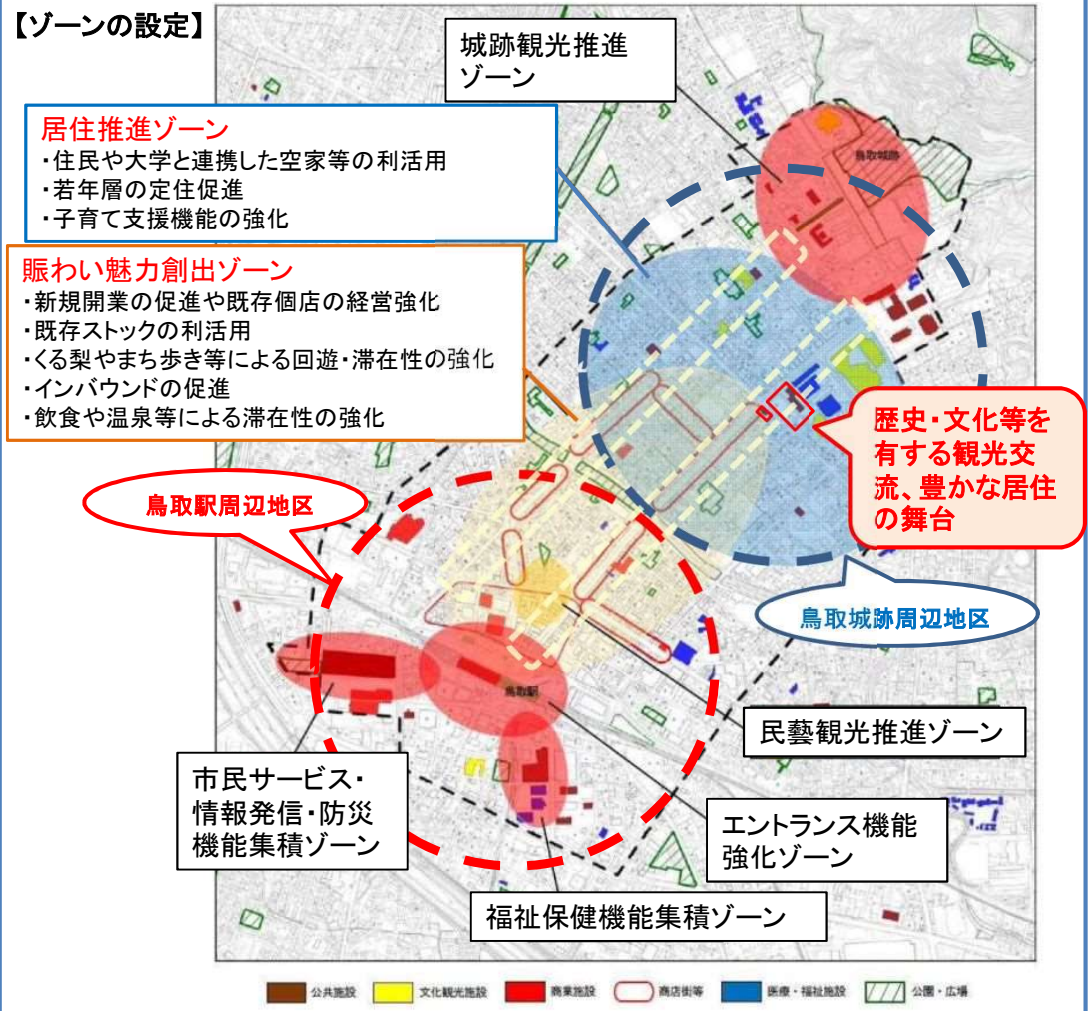 【ゾーンの設定】
城跡観光推進
ゾーン
居住推進ゾーン
・住民や大学と連携した空家等の利活用
・若年層の定住促進
・子育て支援機能の強化
鳥取城跡
賑わい魅力創出ゾーン
・新規開業の促進や既存個店の経営強化
・既存ストックの利活用
・くる梨やまち歩き等による回遊・滞在性の強化
・インバウンドの促進
・飲食や温泉等による滞在性の強化
歴史・文化等を
有する観光交
流、豊かな居住
の舞台
鳥取駅周辺地区
鳥取城跡周辺地区
鳥取駅
民藝観光推進ゾーン
市民サービス・
情報発信・防災
機能集積ゾーン
エントランス機能
強化ゾーン
福祉保健機能集積ゾーン
公共施設 文化観光施設 商業施設 商店街等 医療・福祉施設 公園・広場